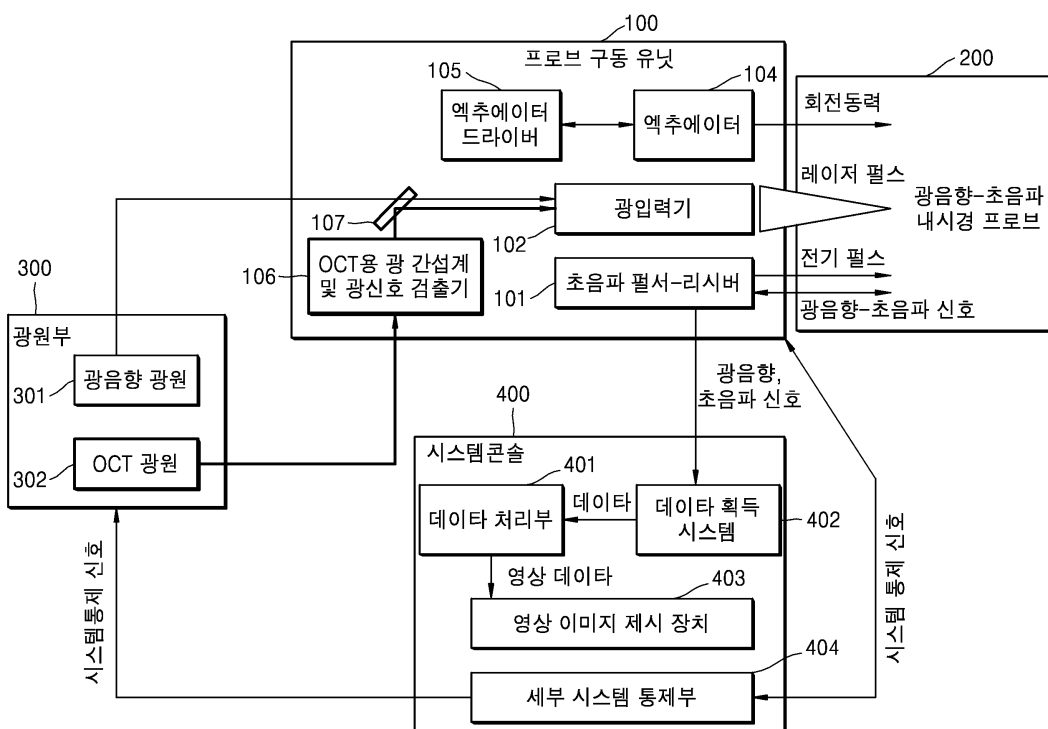 100
프로브 구동 유닛
105
엑추에이터
드라이버
104
엑추에이터
200
회전동력
레이저 펄스
광음향-초음파
내시경 프로브
107
광입력기
102
106
OCT용 광 간섭계
및 광신호 검출기
101
초음파 펄서-리시버
전기 펄스
광음향-초음파 신호
300
광원부
301
광음향 광원
302
OCT 광원
광음향,
초음파 신호
400
시스템콘솔
401
데이타 처리부
데이타
데이타 획득
시스템
402
영상 데이타
403
영상 이미지 제시 장치
404
세부 시스템 통제부
시스템통제 신호
시스템 통제 신호